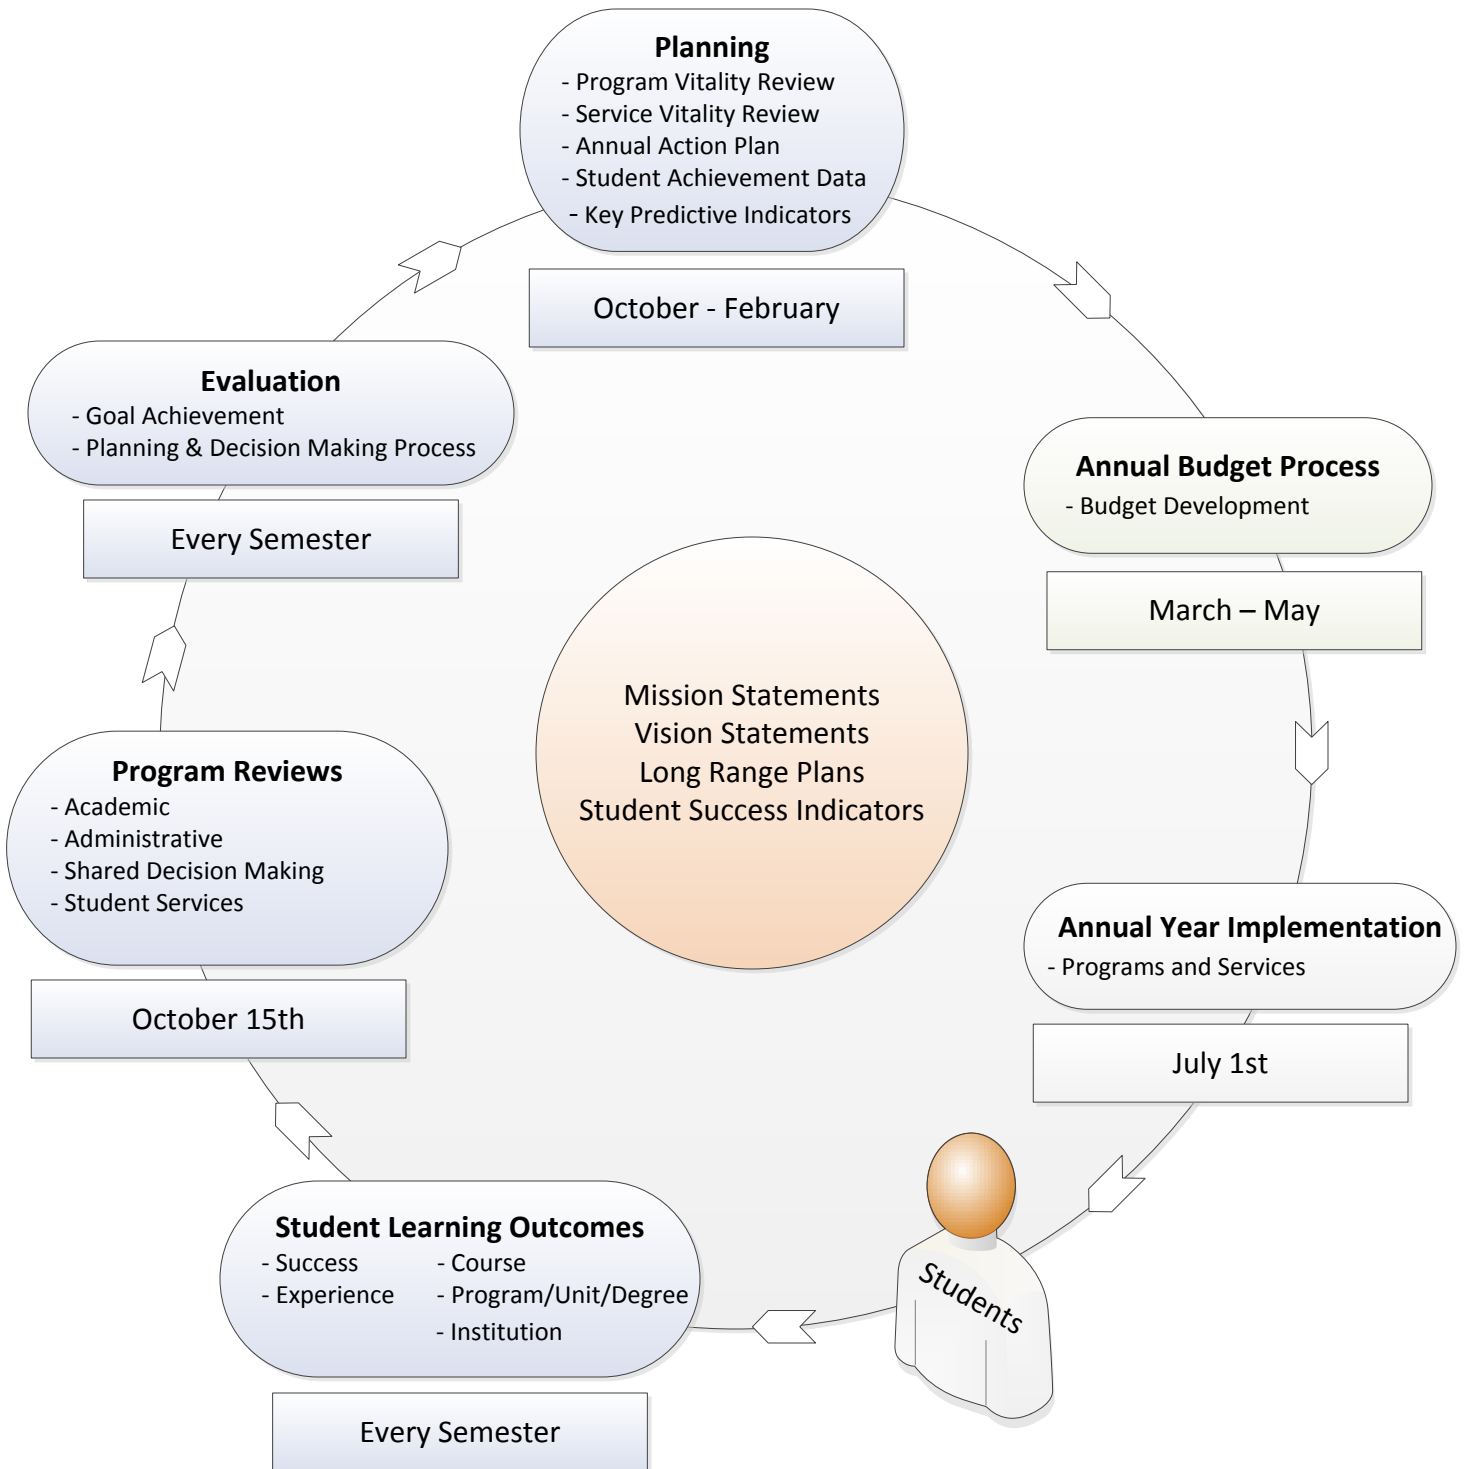 Planning
- Program Vitality Review
- Service Vitality Review
- Annual Action Plan
- Student Achievement Data
- Key Predictive Indicators
October - February
Annual Budget Process
- Budget Development
March – May
Annual Year Implementation
- Programs and Services
July 1st
Students
Student Learning Outcomes
- Success
- Experience
- Course
- Program/Unit/Degree
- Institution
Every Semester
Program Reviews
- Academic
- Administrative
- Shared Decision Making
- Student Services
October 15th
Evaluation
- Goal Achievement
- Planning & Decision Making Process
Every Semester
Mission Statements
Vision Statements
Long Range Plans
Student Success Indicators